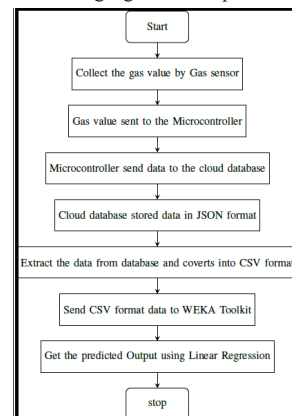 Start
Collect the gas value by Gas sensor
Gas value sent to the Microcontroller
Microcontroller send data to the cloud database
Cloud database stored data in JSON format
Extract the data from database and coverts into CSV format
Send CSV format data to WEKA Toolkit
Get the predicted Output using Linear Regression
stop